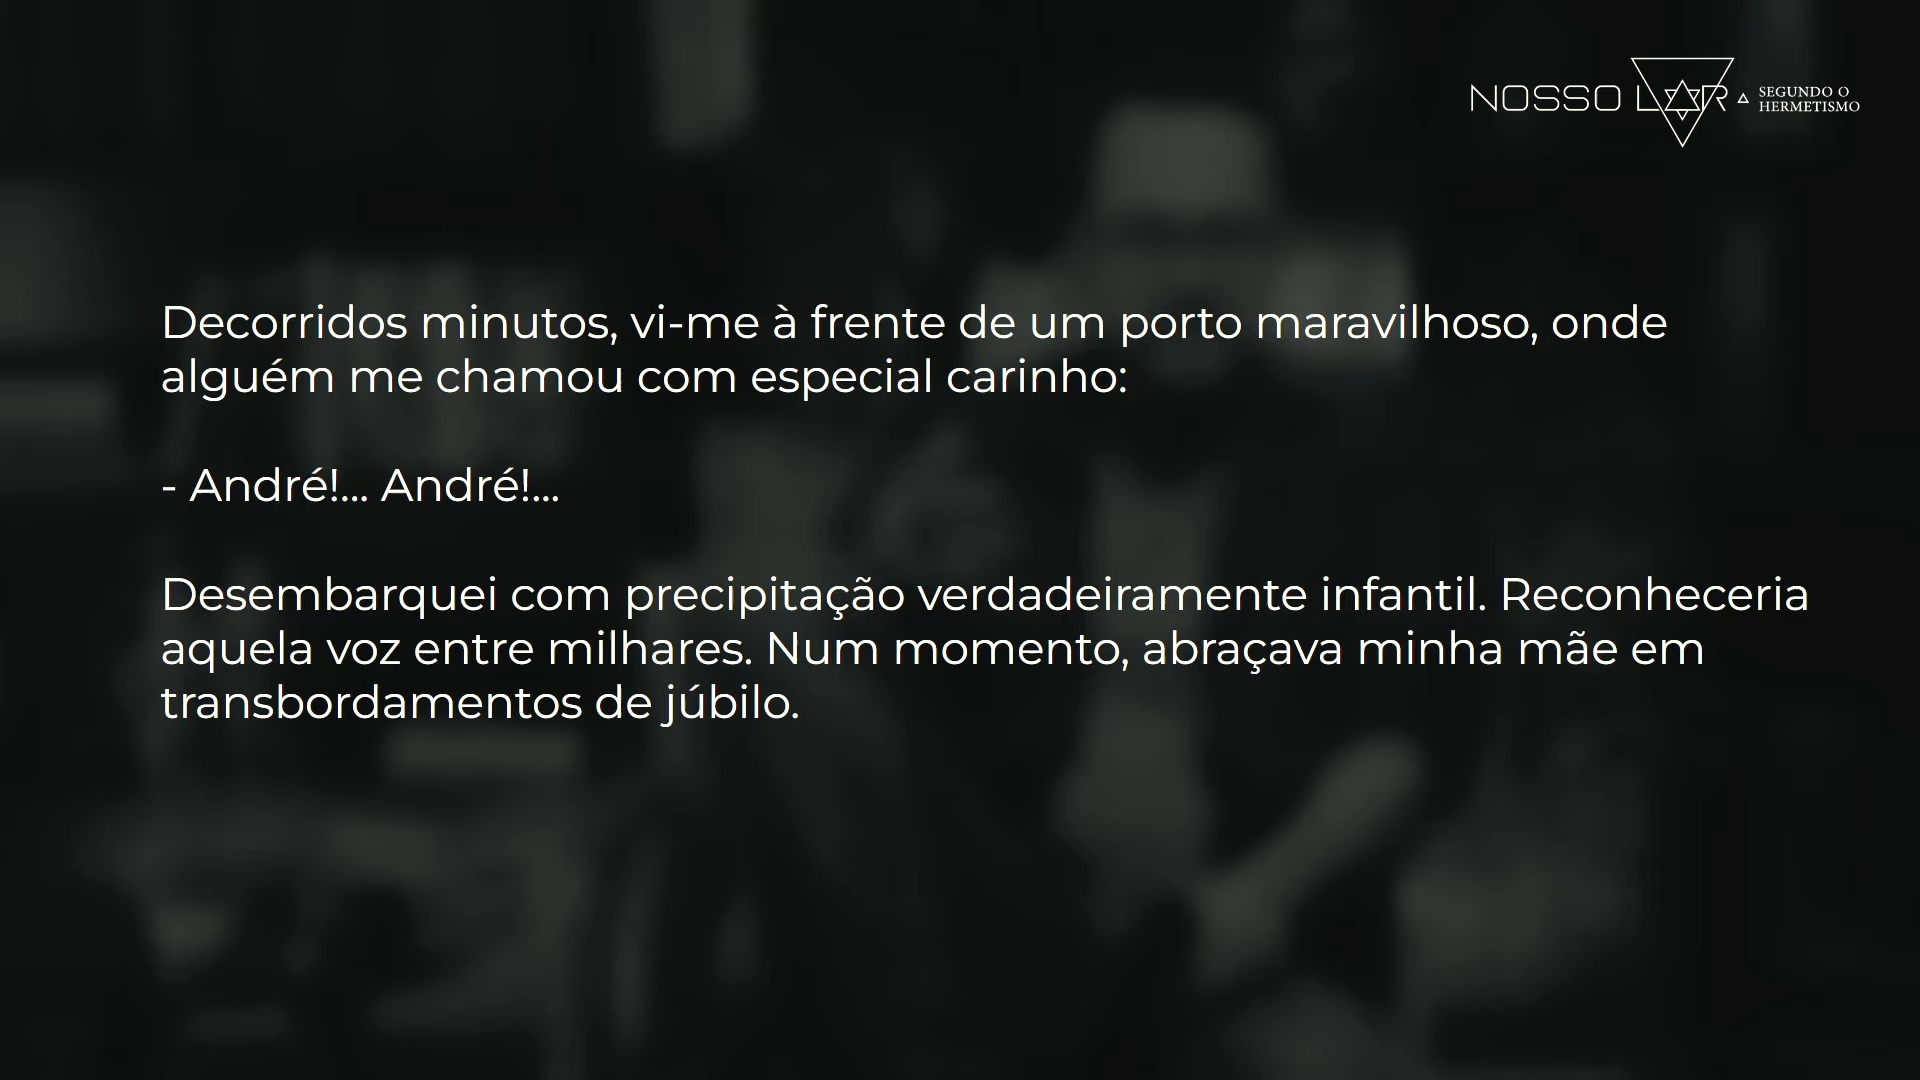 NOSSO LAR
SEGUNDO O
HERMETISMO
Decorridos minutos, vi-me à frente de um porto maravilhoso, onde
alguém me chamou com especial carinho:
- André!... André!...
Desembarquei com precipitação verdadeiramente infantil. Reconheceria
aquela voz entre milhares. Num momento, abraçava minha mãe em
transbordamentos de júbilo.